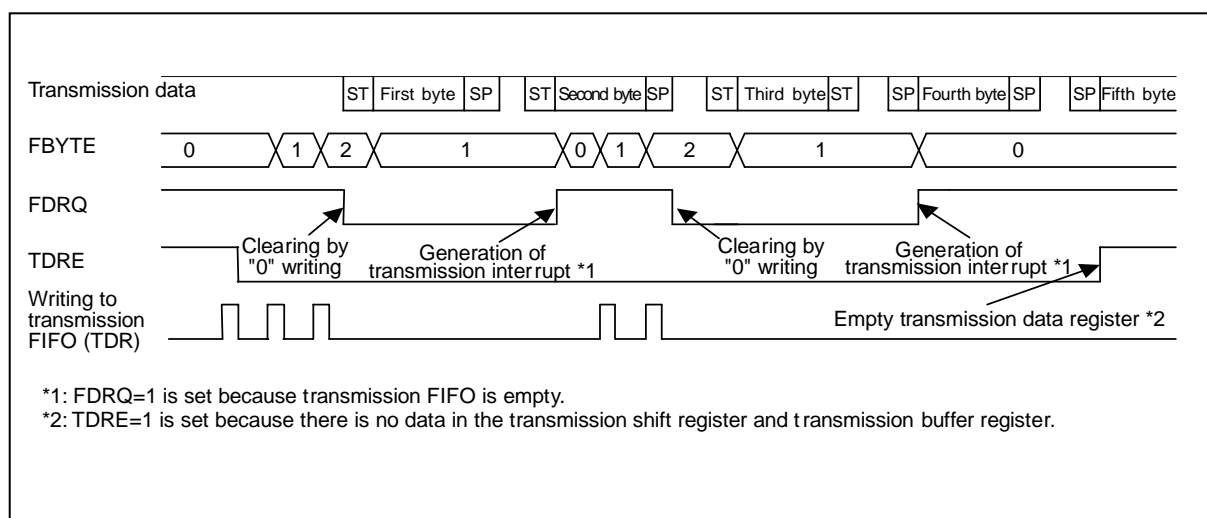 Transmission data
ST First byte SP ST Second byte SP ST Third byte ST SP Fourth byte SP SP Fifth byte
FBYTE
0 1 2 1 0 1 2 1 0
FDRQ
Clearing by
"0" writing
Generation of
transmission interrupt *1
Clearing by
"0" writing
Generation of
transmission interrupt *1
TDRE
Writing to
transmission
FIFO (TDR)
Empty transmission data register *2
*1: FDRQ=1 is set because transmission FIFO is empty.
*2: TDRE=1 is set because there is no data in the transmission shift register and transmission buffer register.